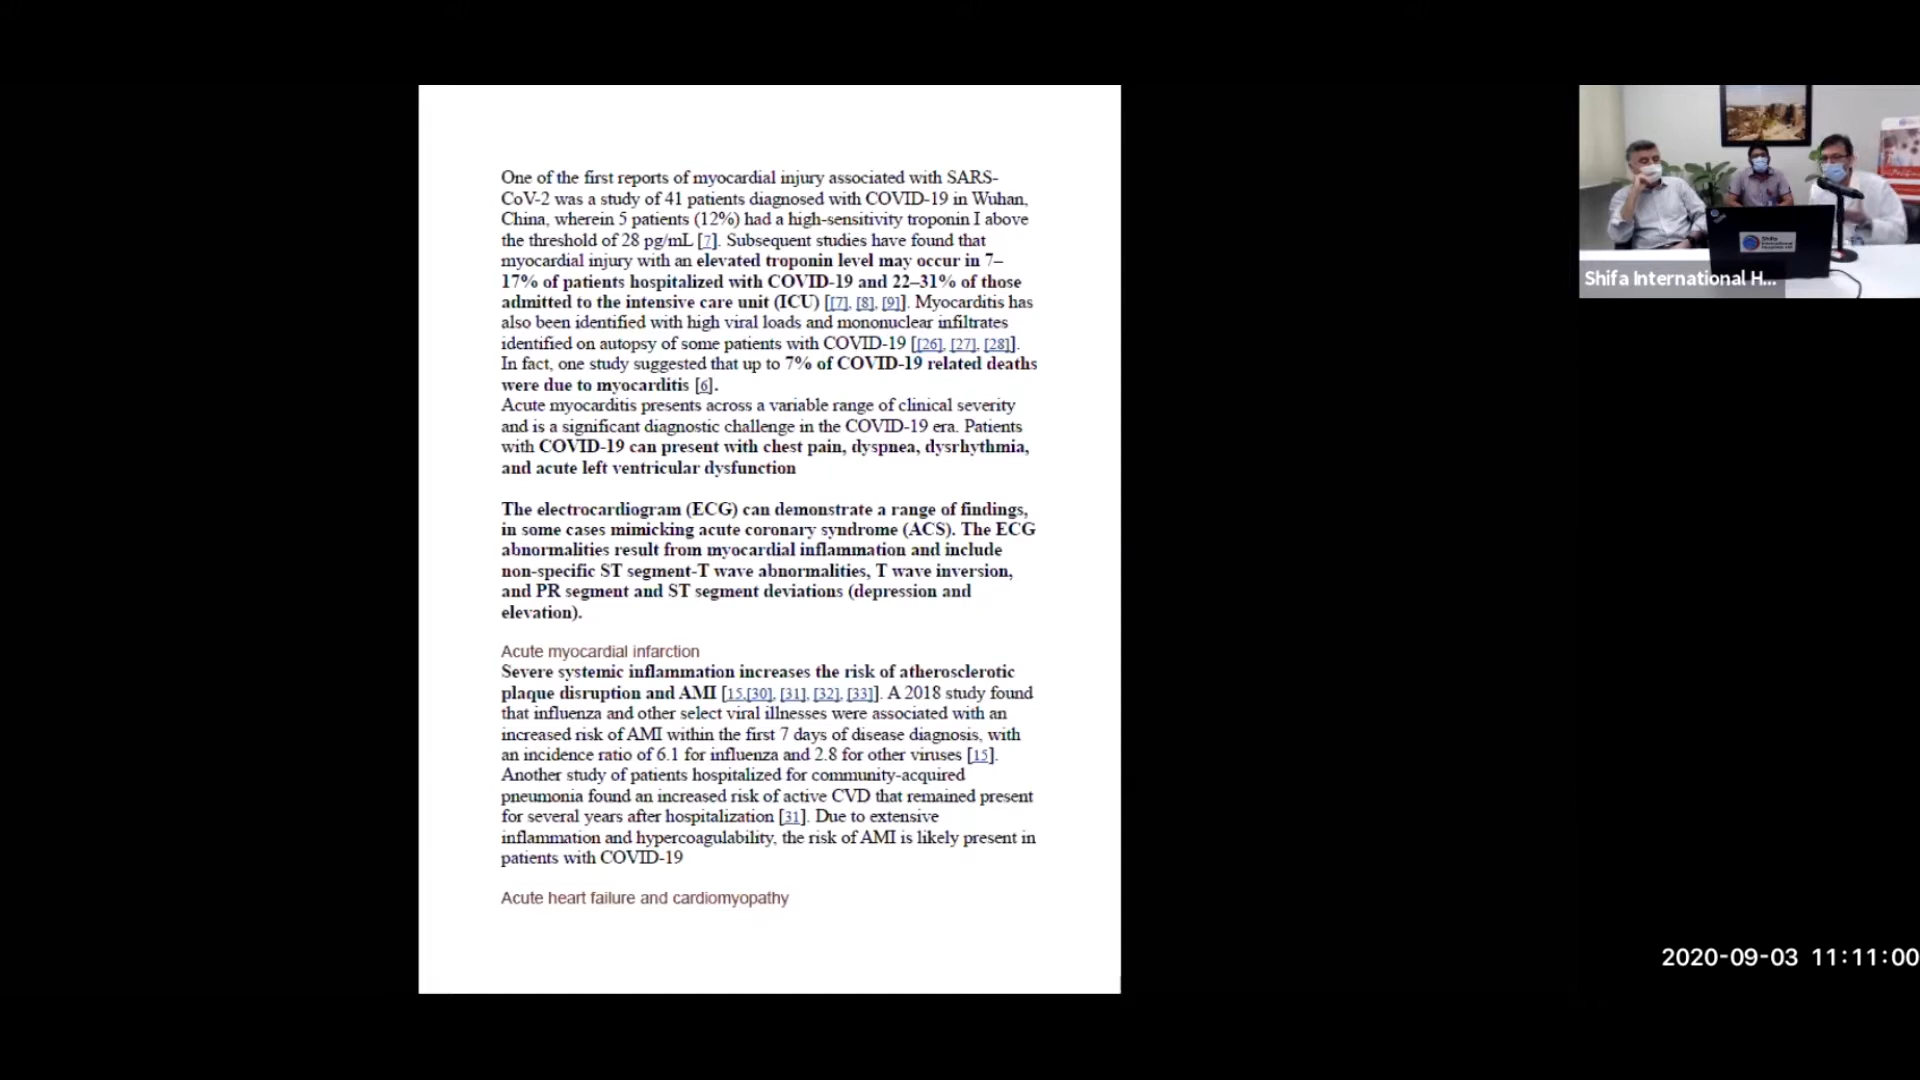 One of the first reports of myocardial injury associated with SARS-
CoV-2 was a study of 41 patients diagnosed with COVID-19 in Wuhan,
China, wherein 5 patients (12%) had a high-sensitivity troponin I above
the threshold of 28 pg/mL [7]. Subsequent studies have found that
myocardial injury with an elevated troponin level may occur in 7–
17% of patients hospitalized with COVID-19 and 22–31% of those
admitted to the intensive care unit (ICU) [[7], [8], [9]]. Myocarditis has
also been identified with high viral loads and mononuclear infiltrates
identified on autopsy of some patients with COVID-19 [[26], [27], [28]].
In fact, one study suggested that up to 7% of COVID-19 related deaths
were due to myocarditis [6].
Acute myocarditis presents across a variable range of clinical severity
and is a significant diagnostic challenge in the COVID-19 era. Patients
with COVID-19 can present with chest pain, dyspnea, dysrhythmia,
and acute left ventricular dysfunction
The electrocardiogram (ECG) can demonstrate a range of findings,
in some cases mimicking acute coronary syndrome (ACS). The ECG
abnormalities result from myocardial inflammation and include
non-specific ST segment-T wave abnormalities, T wave inversion,
and PR segment and ST segment deviations (depression and
elevation).
Acute myocardial infarction
Severe systemic inflammation increases the risk of atherosclerotic
plaque disruption and AMI [15,[30], [31], [32], [33]]. A 2018 study found
that influenza and other select viral illnesses were associated with an
increased risk of AMI within the first 7 days of disease diagnosis, with
an incidence ratio of 6.1 for influenza and 2.8 for other viruses [15].
Another study of patients hospitalized for community-acquired
pneumonia found an increased risk of active CVD that remained present
for several years after hospitalization [31]. Due to extensive
inflammation and hypercoagulability, the risk of AMI is likely present in
patients with COVID-19
Acute heart failure and cardiomyopathy
Shifa International H...
2020-09-03 11:11:00